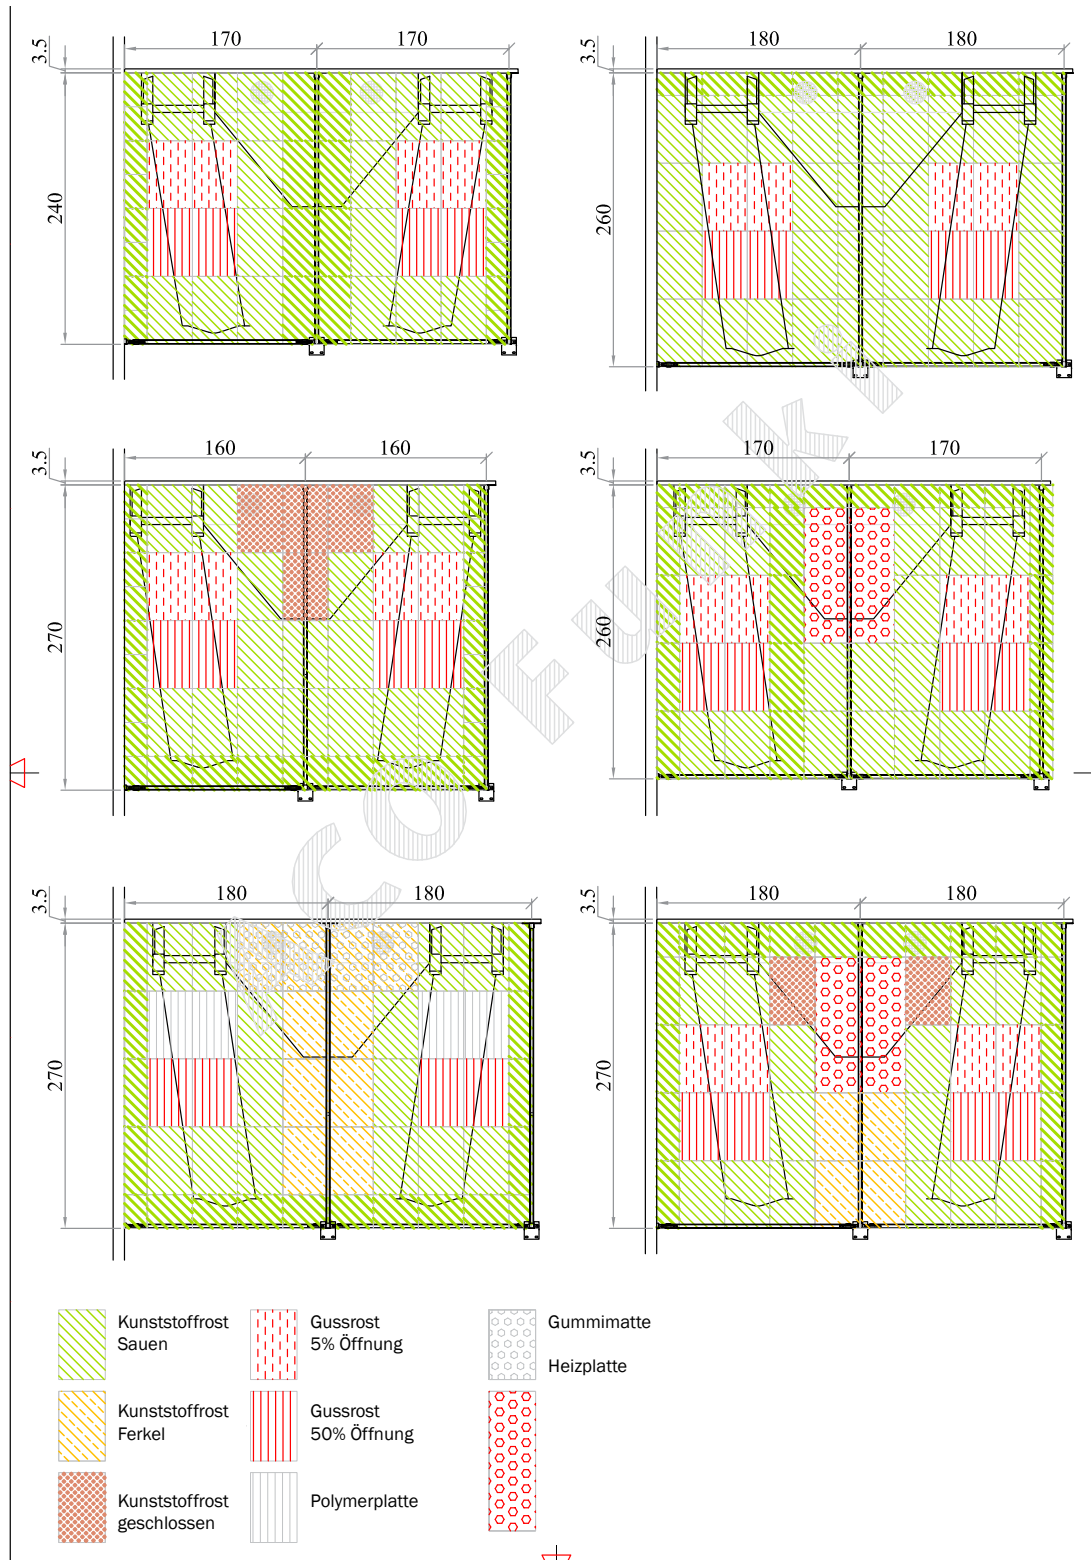 3.5 170 170
240
3.5 180 180
260
3.5 160 160
270
3.5 170 170
260
3.5 180 180
270
3.5 180 180
270
Cofu ki
Kunststoffrost
Sauen
Gussrost
5% Öffnung
Gummimatte
Heizplatte
Kunststoffrost
Ferkel
Gussrost
50% Öffnung
Kunststoffrost
geschlossen
Polymerplatte